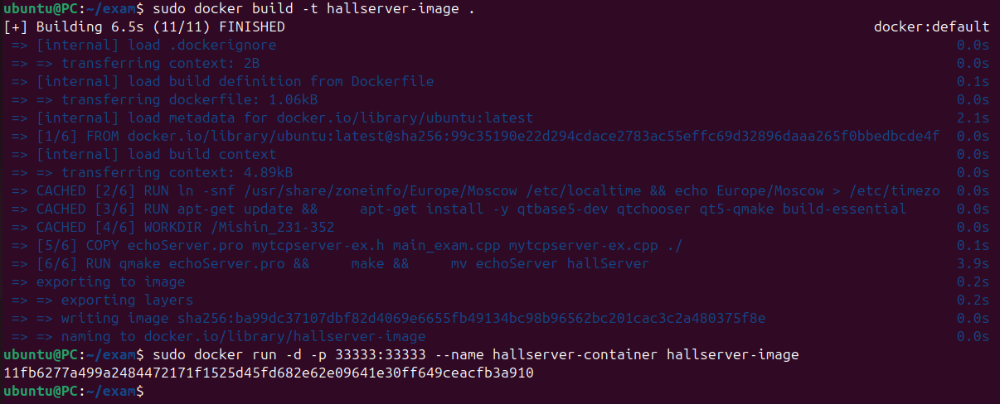 ubuntu@PC:~/exam$ sudo docker build -t hallserver-image .
[+] Building 6.5s (11/11) FINISHED docker:default
=> [internal] load .dockerignore 0.0s
=> => transferring context: 2B 0.0s
=> [internal] load build definition from Dockerfile 0.1s
=> => transferring dockerfile: 1.06kB 0.0s
=> [internal] load metadata for docker.io/library/ubuntu:latest 2.1s
=> [1/6] FROM docker.io/library/ubuntu:latest@sha256:99c35190e22d294cdace2783ac55effc69d32896daaa265f0bbedbcde4f 0.0s
=> [internal] load build context 0.0s
=> => transferring context: 4.89kB 0.0s
=> CACHED [2/6] RUN ln -snf /usr/share/zoneinfo/Europe/Moscow /etc/localtime && echo Europe/Moscow > /etc/timezo 0.0s
=> CACHED [3/6] RUN apt-get update &&     apt-get install -y qtbase5-dev qtchooser qt5-qmake build-essential 0.0s
=> CACHED [4/6] WORKDIR /Mishin_231-352 0.0s
=> [5/6] COPY echoServer.pro mytcpserver-ex.h main_exam.cpp mytcpserver-ex.cpp ./ 0.1s
=> [6/6] RUN qmake echoServer.pro &&     make &&     mv echoServer hallServer 3.9s
=> exporting to image 0.2s
=> => exporting layers 0.2s
=> => writing image sha256:ba99dc37107dbf82d4069e6655fb49134bc98b96562bc201cac3c2a480375f8e 0.0s
=> => naming to docker.io/library/hallserver-image 0.0s
ubuntu@PC:~/exam$ sudo docker run -d -p 33333:33333 --name hallserver-container hallserver-image
11fb6277a499a2484472171f1525d45fd682e62e09641e30ff649ceacfb3a910
ubuntu@PC:~/exam$